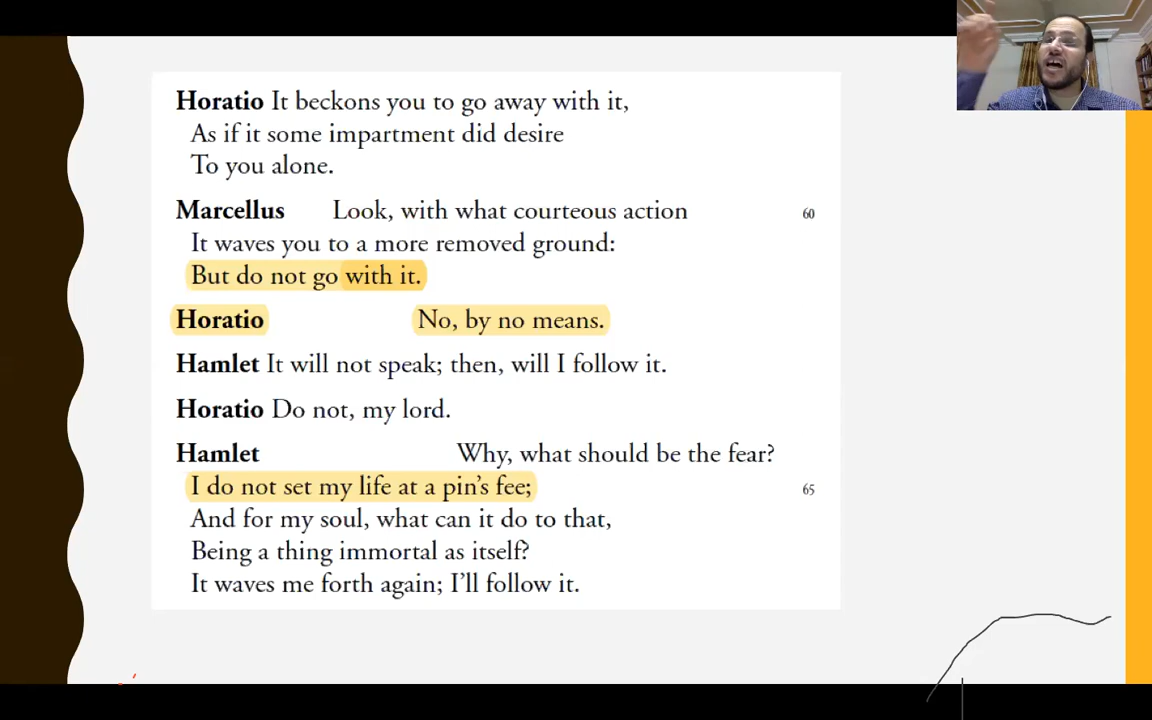 Horatio It beckons you to go away with it,
As if it some impartment did desire
To you alone.
Marcellus Look, with what courteous action 60
It waves you to a more removed ground:
But do not go with it.
Horatio No, by no means.
Hamlet It will not speak; then, will I follow it.
Horatio Do not, my lord.
Hamlet Why, what should be the fear?
I do not set my life at a pin’s fee; 65
And for my soul, what can it do to that,
Being a thing immortal as itself?
It waves me forth again; I’ll follow it.